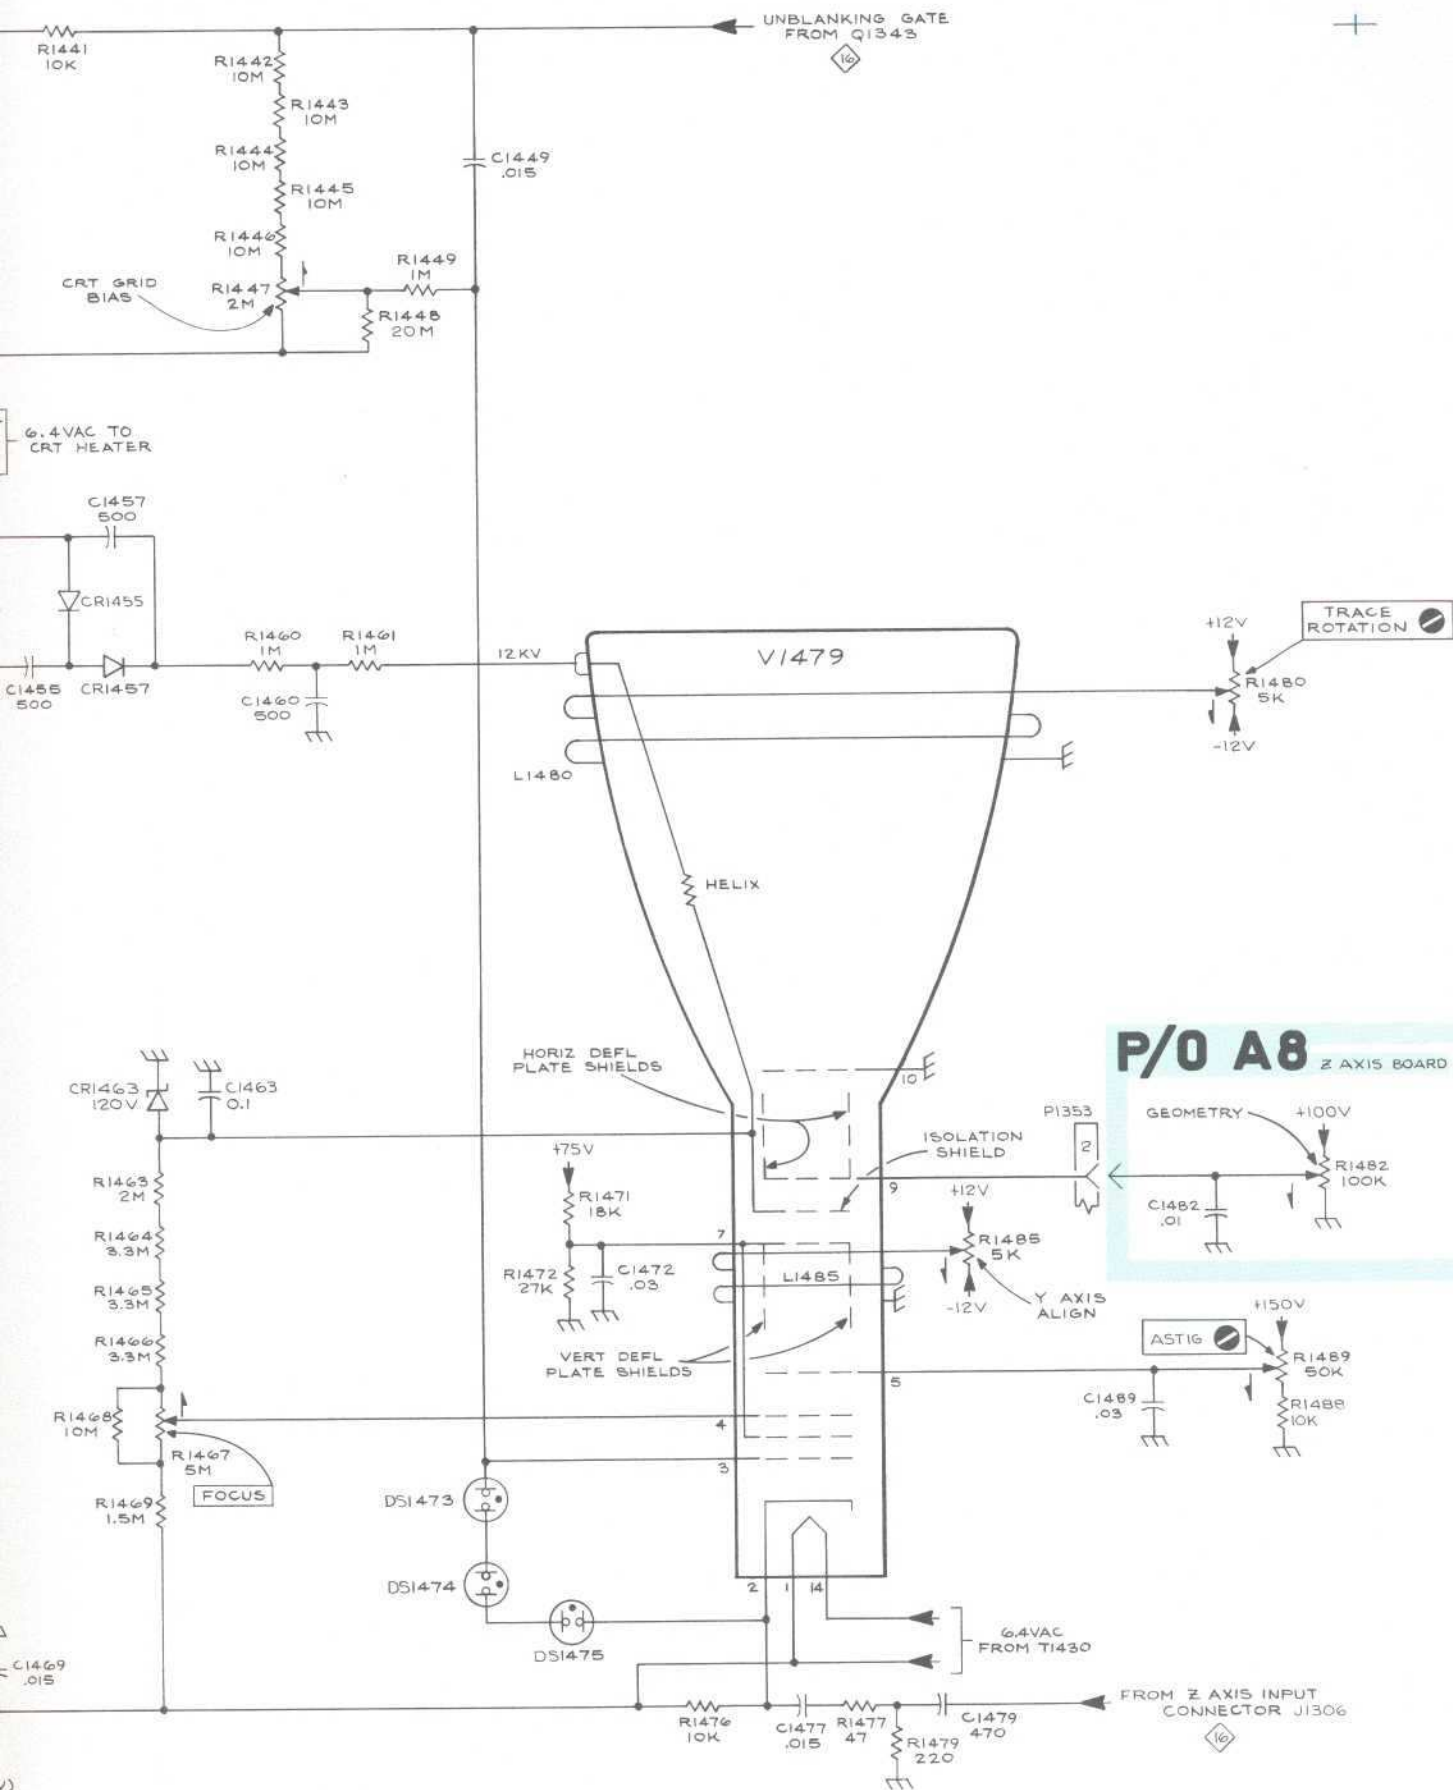 UNBLANKING GATE
FROM Q1343
16
R1441
10K
R1442
10M
R1443
10M
R1444
10M
R1445
10M
R1446
10M
C1449
.015
CRT GRID
BIAS
R1447
2M
R1449
1M
R1448
20M
6.4VAC TO
CRT HEATER
C1457
500
CR1455
C1455
500
CR1457
R1460
1M
R1461
1M
C1460
500
12KV
V1479
L1480
TRACE
ROTATION
+12V
R1480
5K
-12V
HELIX
P/O A8 Z AXIS BOARD
HORIZ DEFL
PLATE SHIELDS
10
CR1463
120V
C1463
0.1
P1353
2
GEOMETRY
+100V
R1482
100K
C1482
.01
ISOLATION
SHIELD
9
+75V
R1471
18K
R1463
2M
R1464
3.3M
R1465
3.3M
R1466
3.3M
7
R1472
27K
C1472
.03
L1485
+12V
R1485
5K
-12V
Y AXIS
ALIGN
VERT DEFL
PLATE SHIELDS
5
+150V
ASTIG
R1489
50K
C1489
.03
R1488
10K
R1468
10M
R1467
5M
FOCUS
4
3
R1469
1.5M
DS1473
DS1474
DS1475
2
1
14
6.4VAC
FROM T1430
C1469
.015
R1476
10K
C1477
.015
R1477
47
R1479
220
C1479
470
FROM Z AXIS INPUT
CONNECTOR J1306
16